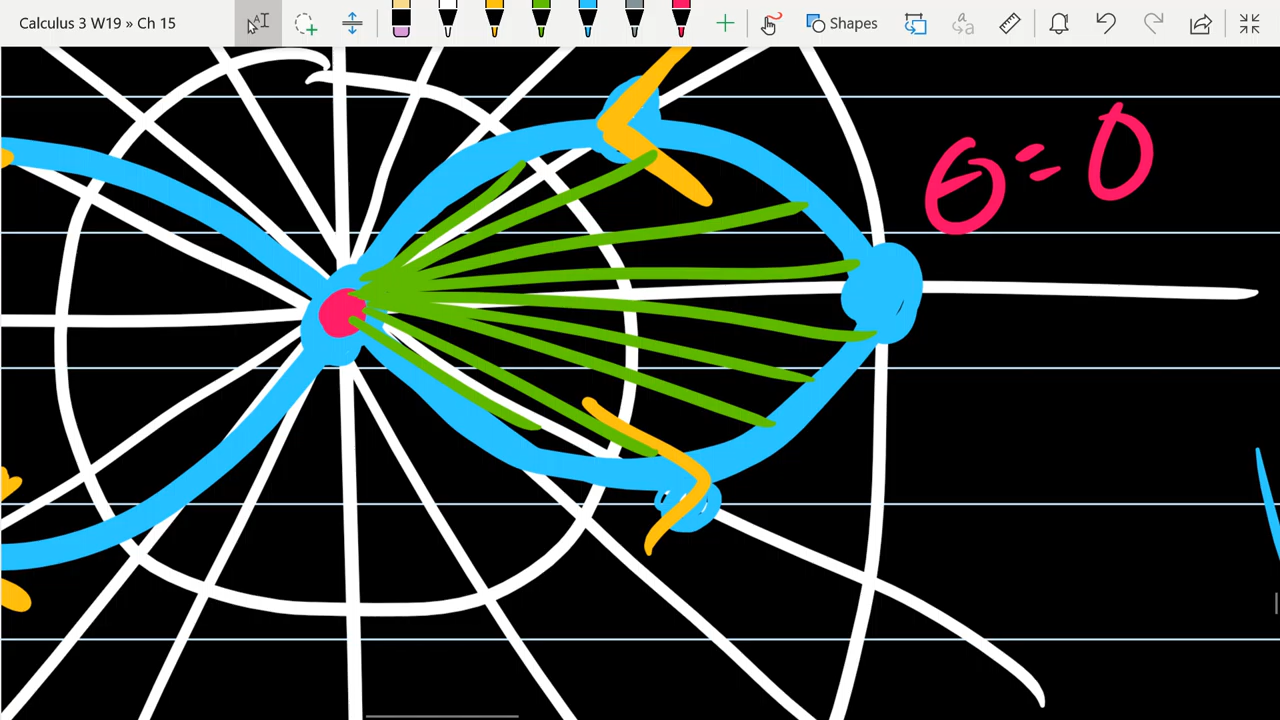 Calculus 3 W19 » Ch 15
Shapes
θ = 0